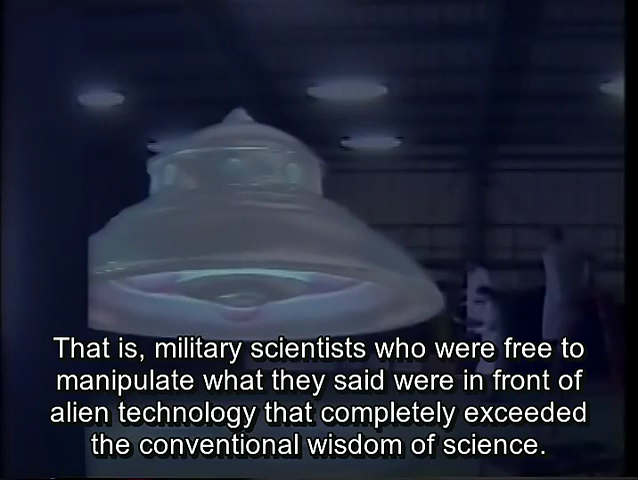 That is, military scientists who were free to
manipulate what they said were in front of
alien technology that completely exceeded
the conventional wisdom of science.